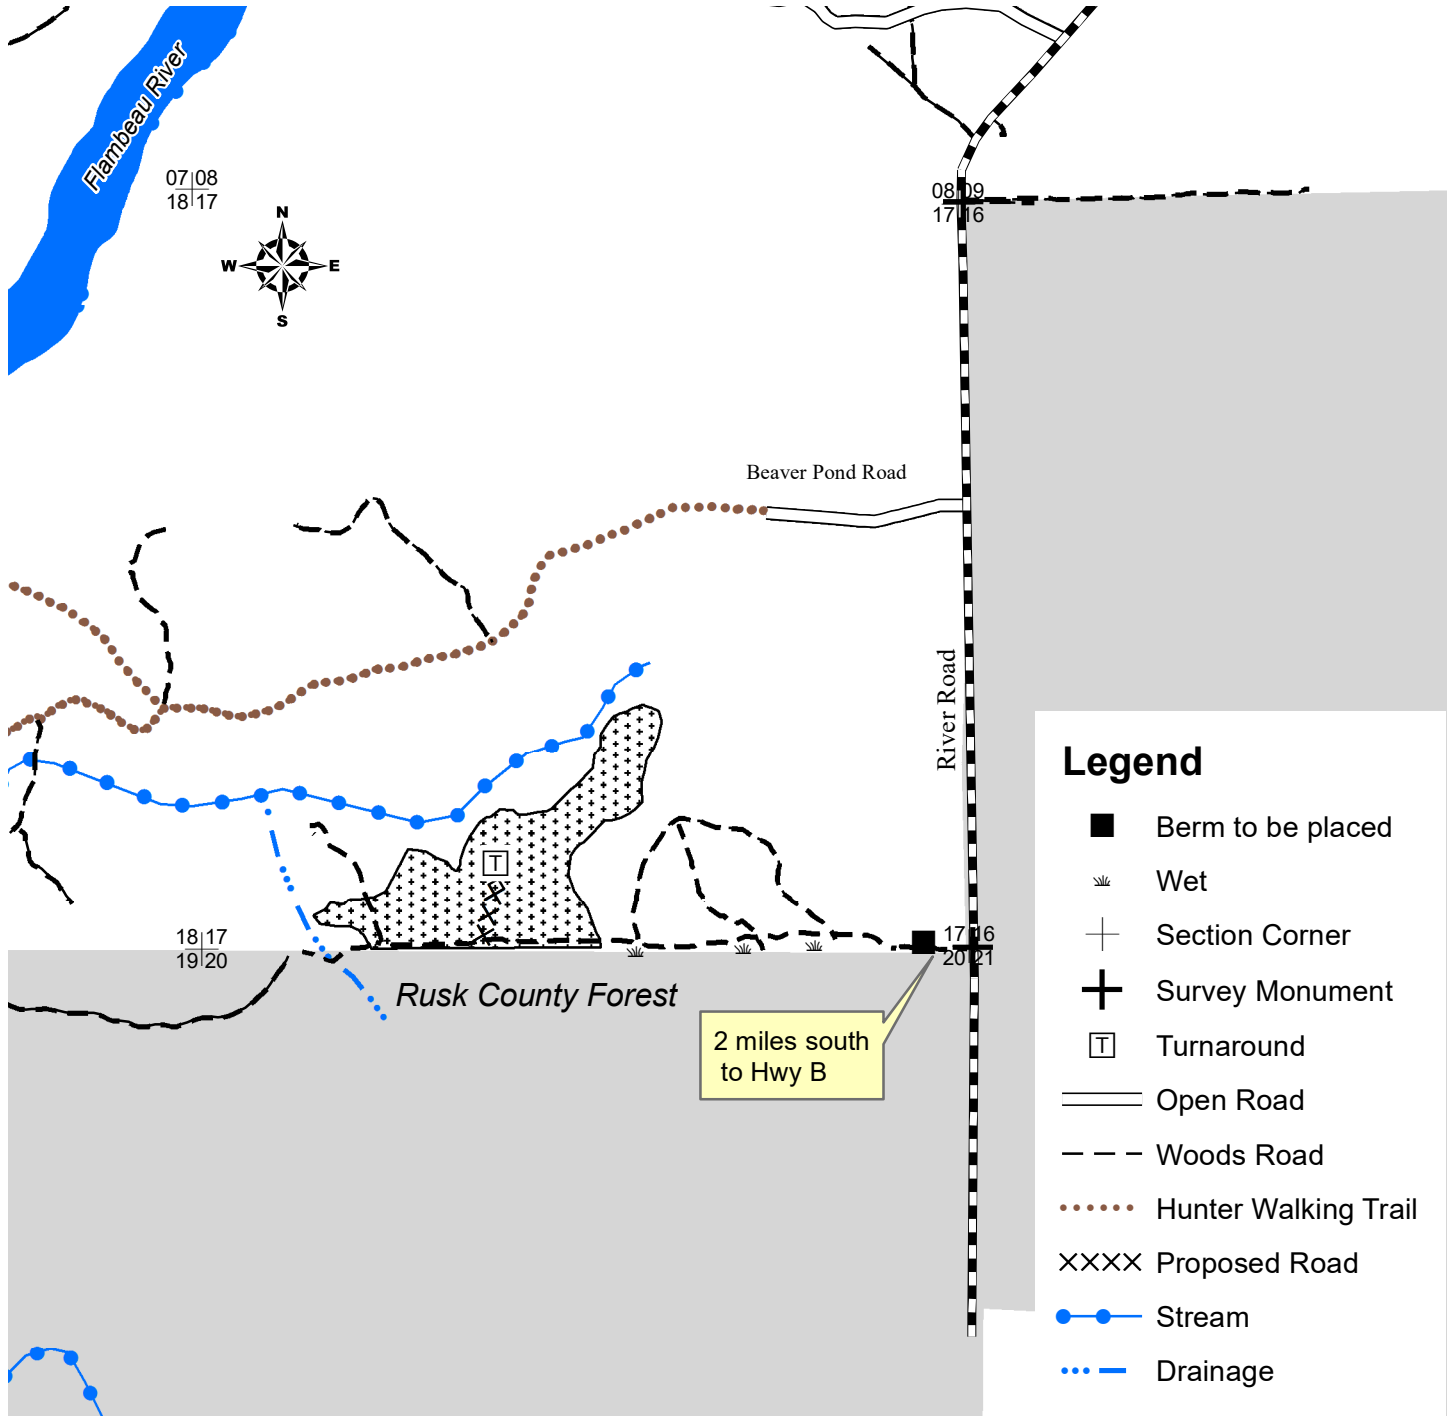 Flambeau River
07 08
18 17
08 09
17 16
N
W E
S
Beaver Pond Road
River Road
T
18 17
19 20
17 16
20 21
Rusk County Forest
2 miles south
to Hwy B
Legend
Berm to be placed
Wet
Section Corner
Survey Monument
T Turnaround
Open Road
Woods Road
Hunter Walking Trail
Proposed Road
Stream
Drainage